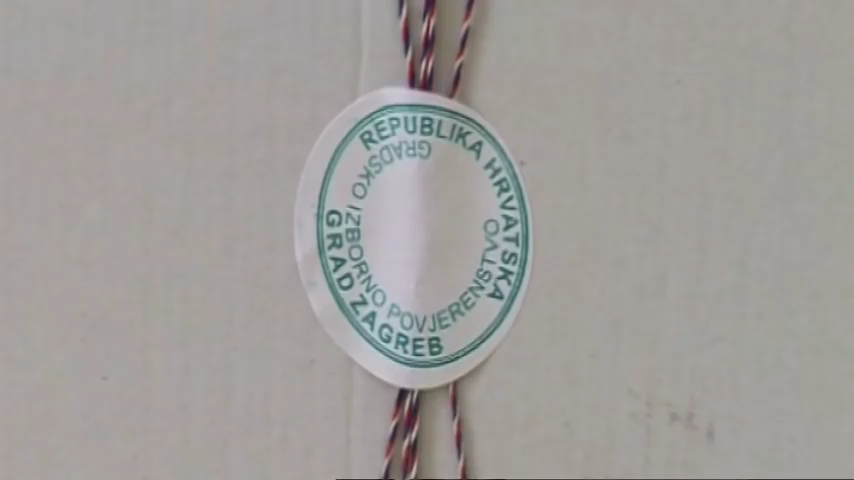 REPUBLIKA HRVATSKA
GRAD ZAGREB
GRADSKO IZBORNO POVJERENSTVO